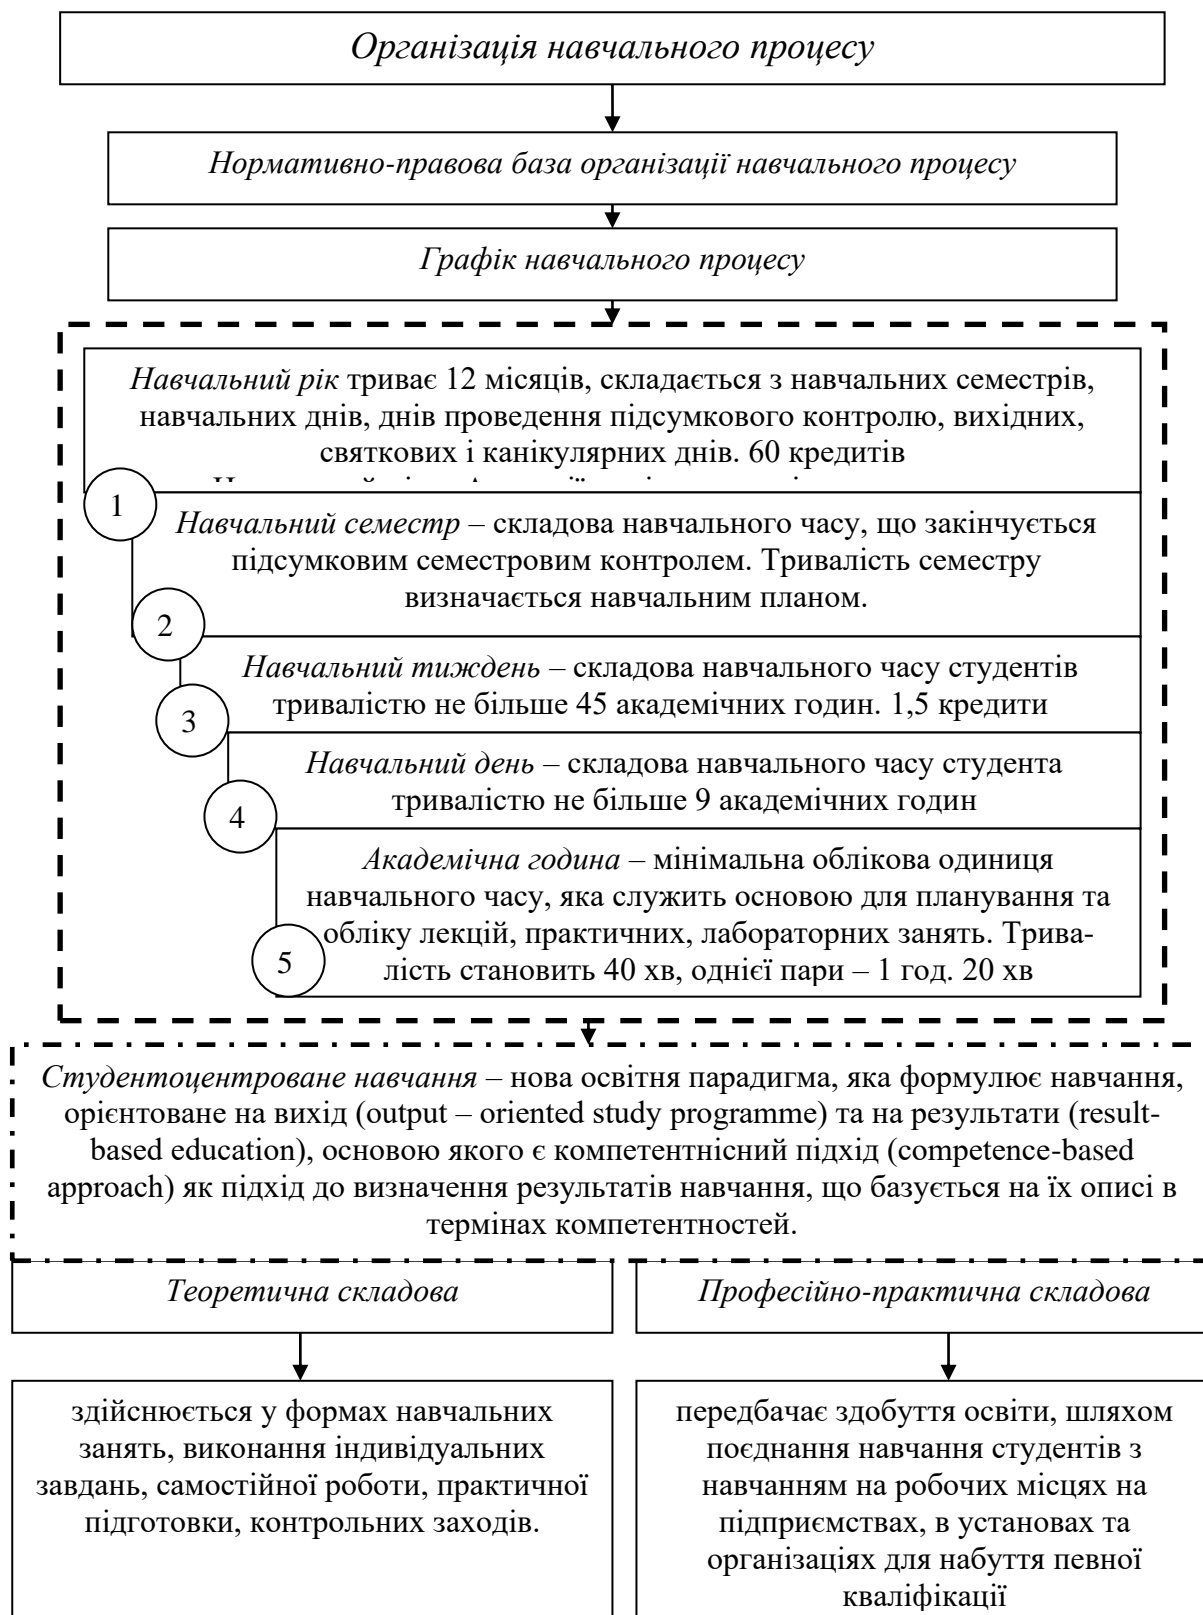 Організація навчального процесу
Нормативно-правова база організації навчального процесу
Графік навчального процесу
Навчальний рік триває 12 місяців, складається з навчальних семестрів,
навчальних днів, днів проведення підсумкового контролю, вихідних,
святкових і канікулярних днів. 60 кредитів
1
Навчальний семестр – складова навчального часу, що закінчується
підсумковим семестровим контролем. Тривалість семестру
визначається навчальним планом.
2
Навчальний тиждень – складова навчального часу студентів
тривалістю не більше 45 академічних годин. 1,5 кредити
3
Навчальний день – складова навчального часу студента
тривалістю не більше 9 академічних годин
4
Академічна година – мінімальна облікова одиниця
навчального часу, яка служить основою для планування та
обліку лекцій, практичних, лабораторних занять. Трива-
лість становить 40 хв, однієї пари – 1 год. 20 хв
5
Студентоцентроване навчання – нова освітня парадигма, яка формулює навчання,
орієнтоване на вихід (output – oriented study programme) та на результати (result-
based education), основою якого є компетентнісний підхід (competence-based
approach) як підхід до визначення результатів навчання, що базується на їх описі в
термінах компетентностей.
Теоретична складова
здійснюється у формах навчальних
занять, виконання індивідуальних
завдань, самостійної роботи, практичної
підготовки, контрольних заходів.
Професійно-практична складова
передбачає здобуття освіти, шляхом
поєднання навчання студентів з
навчанням на робочих місцях на
підприємствах, в установах та
організаціях для набуття певної
кваліфікації